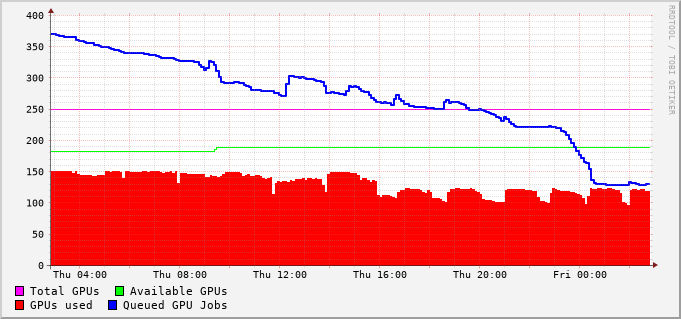 RRDTOOL / TOBI OETIKER
400
350
300
250
200
150
100
50
0
Thu 04:00 Thu 08:00 Thu 12:00 Thu 16:00 Thu 20:00 Fri 00:00
Total GPUs Available GPUs
GPUs used Queued GPU Jobs